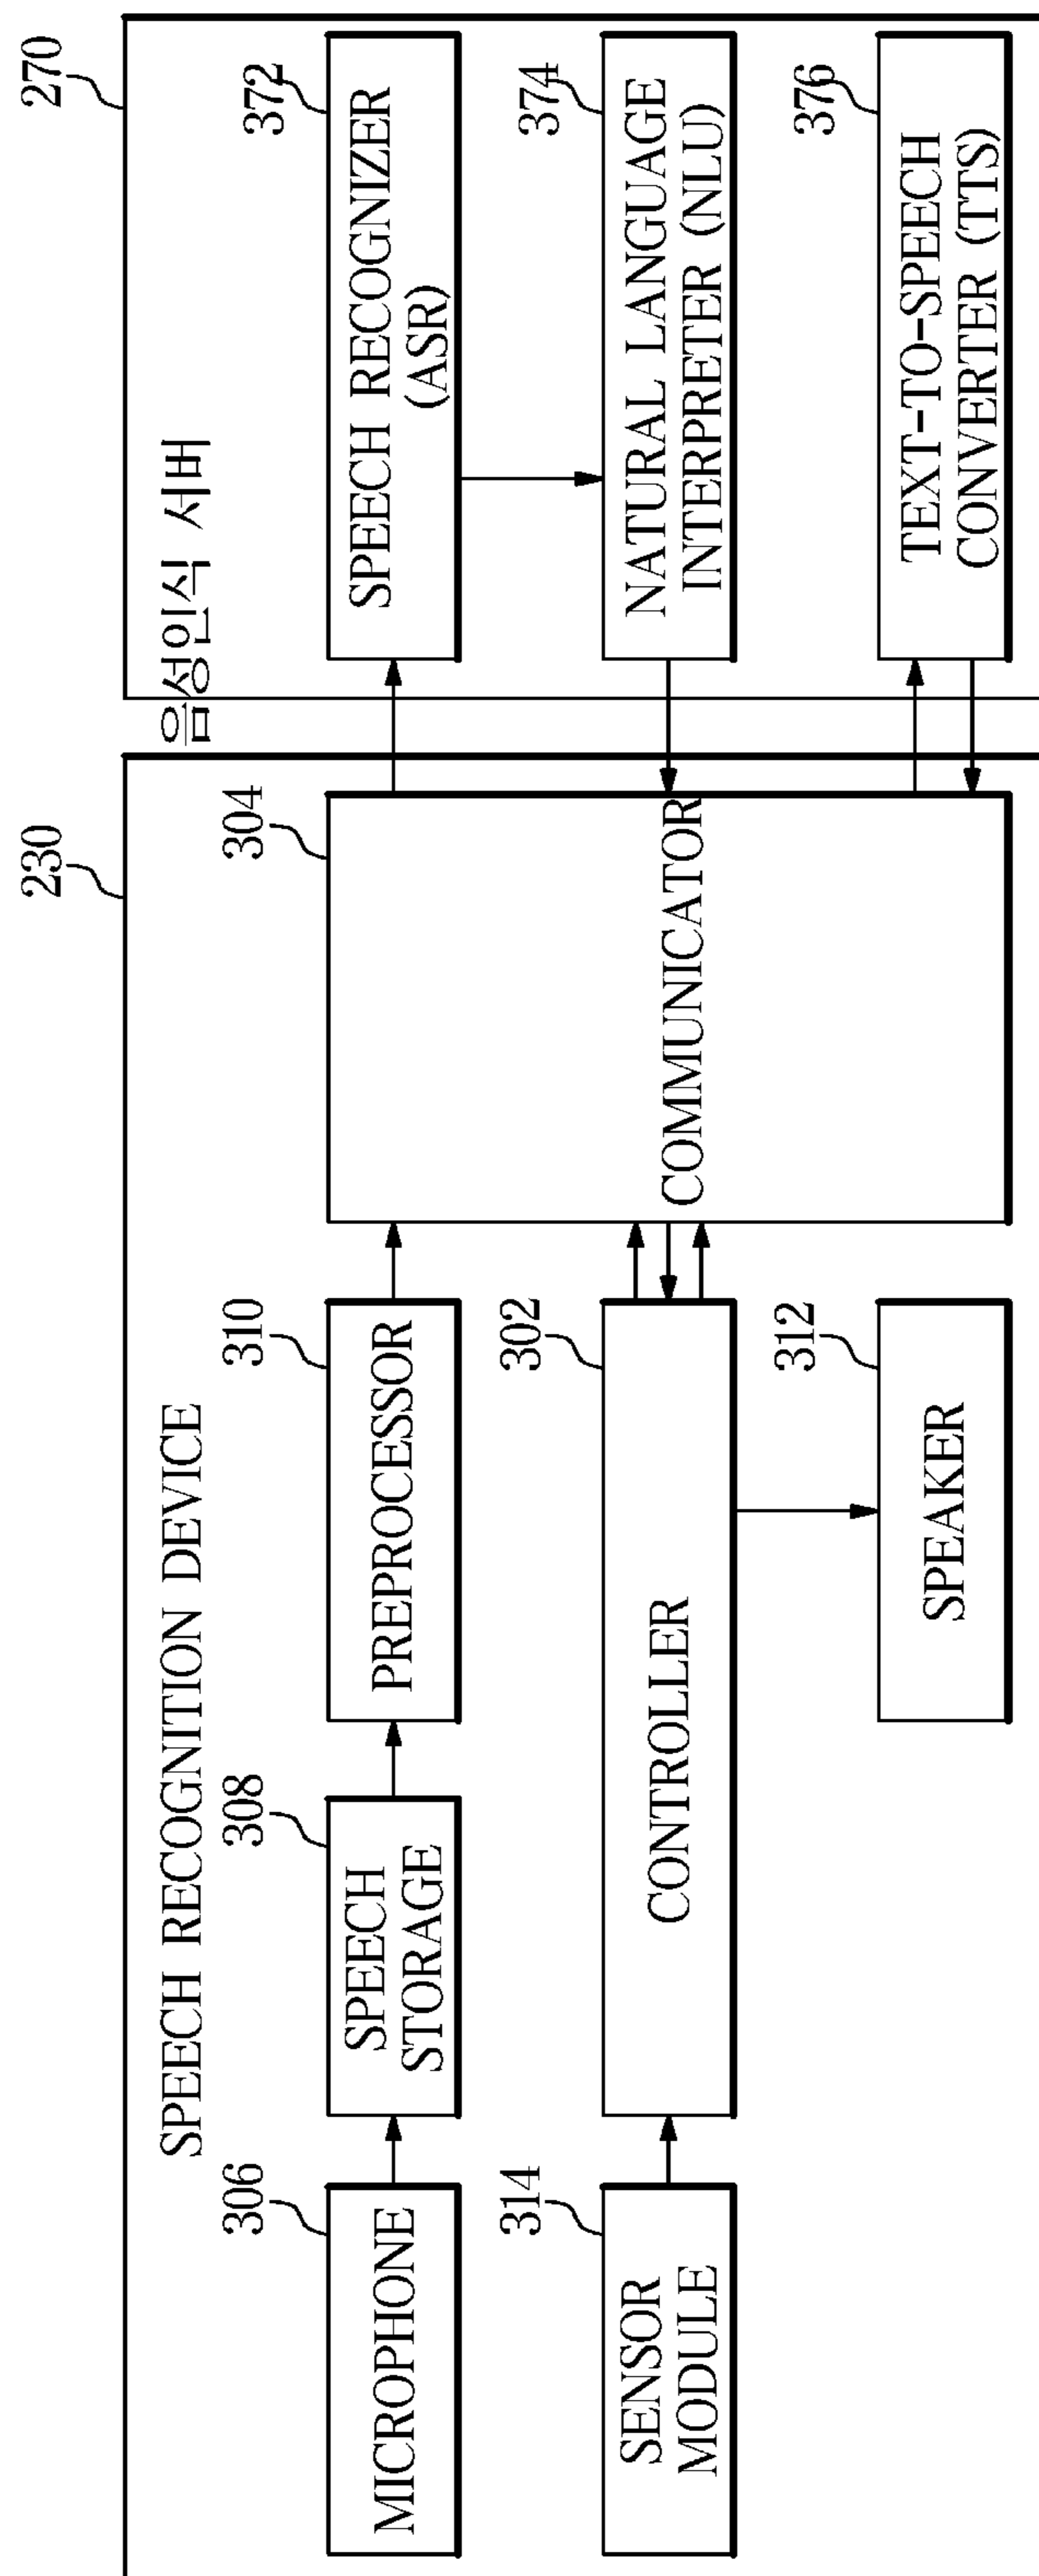 230
270
SPEECH RECOGNITION DEVICE
음성인식 서버
306
308
310
304
372
MICROPHONE
SPEECH
STORAGE
PREPROCESSOR
SPEECH RECOGNIZER
(ASR)
314
302
374
SENSOR
MODULE
CONTROLLER
COMMUNICATOR
NATURAL LANGUAGE
INTERPRETER (NLU)
312
376
SPEAKER
TEXT-TO-SPEECH
CONVERTER (TTS)